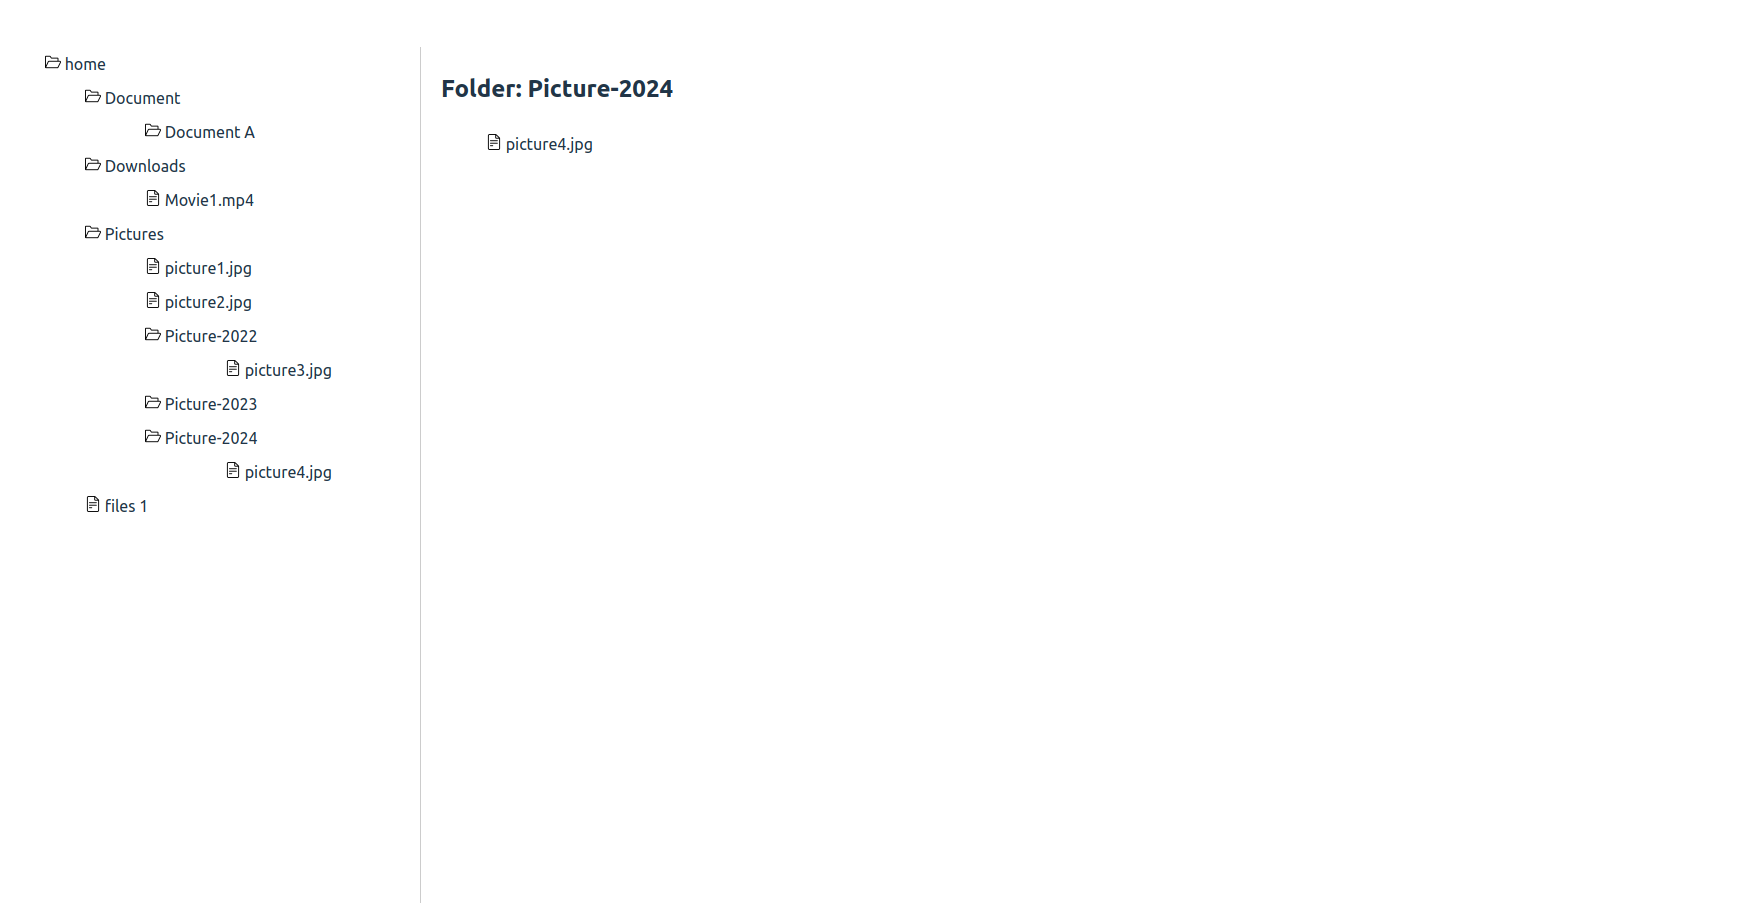 home
Document
Document A
Downloads
Movie1.mp4
Pictures
picture1.jpg
picture2.jpg
Picture-2022
picture3.jpg
Picture-2023
Picture-2024
picture4.jpg
files 1
Folder: Picture-2024
picture4.jpg